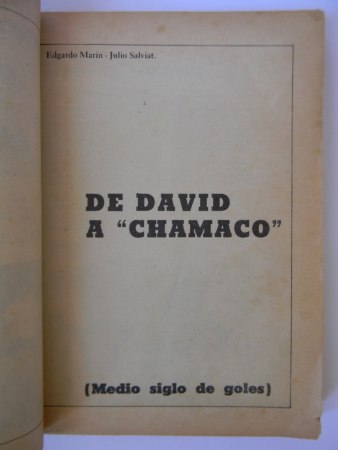 Edgardo Marín - Julio Salviat.
DE DAVID
A “CHAMACO”
(Medio siglo de goles)